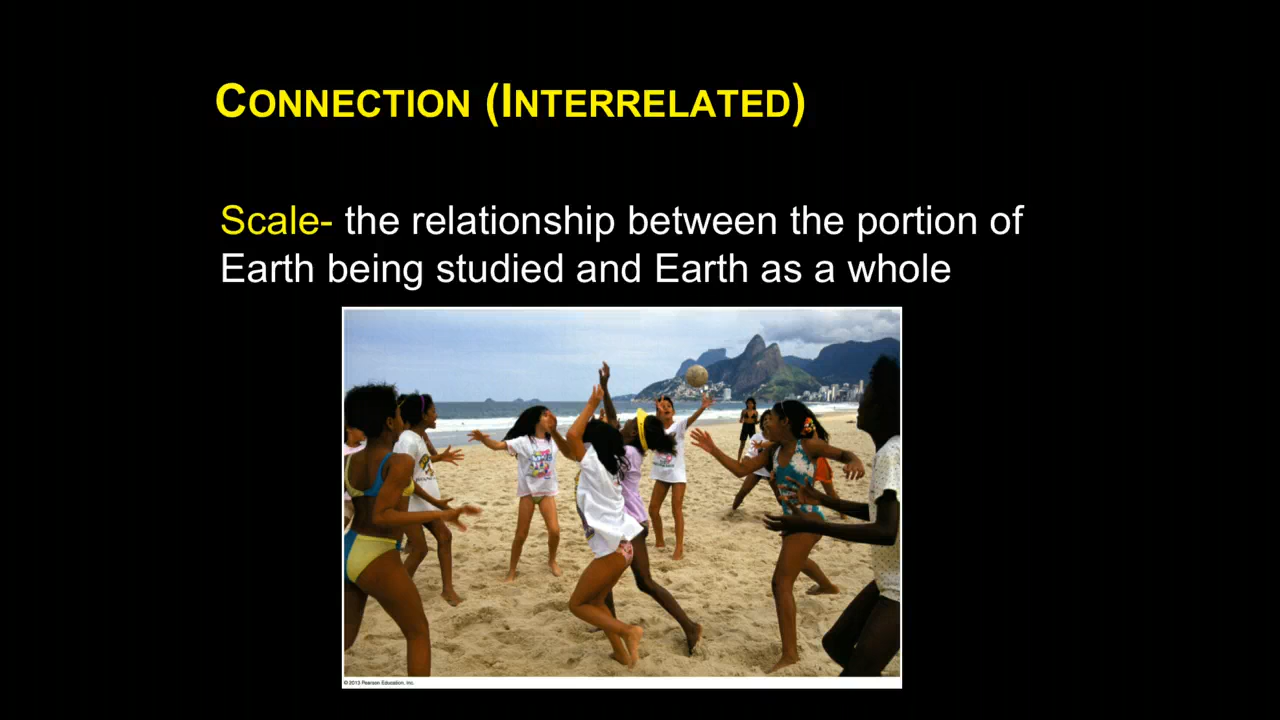 CONNECTION (INTERRELATED)
Scale- the relationship between the portion of
Earth being studied and Earth as a whole
© 2013 Pearson Education, Inc.